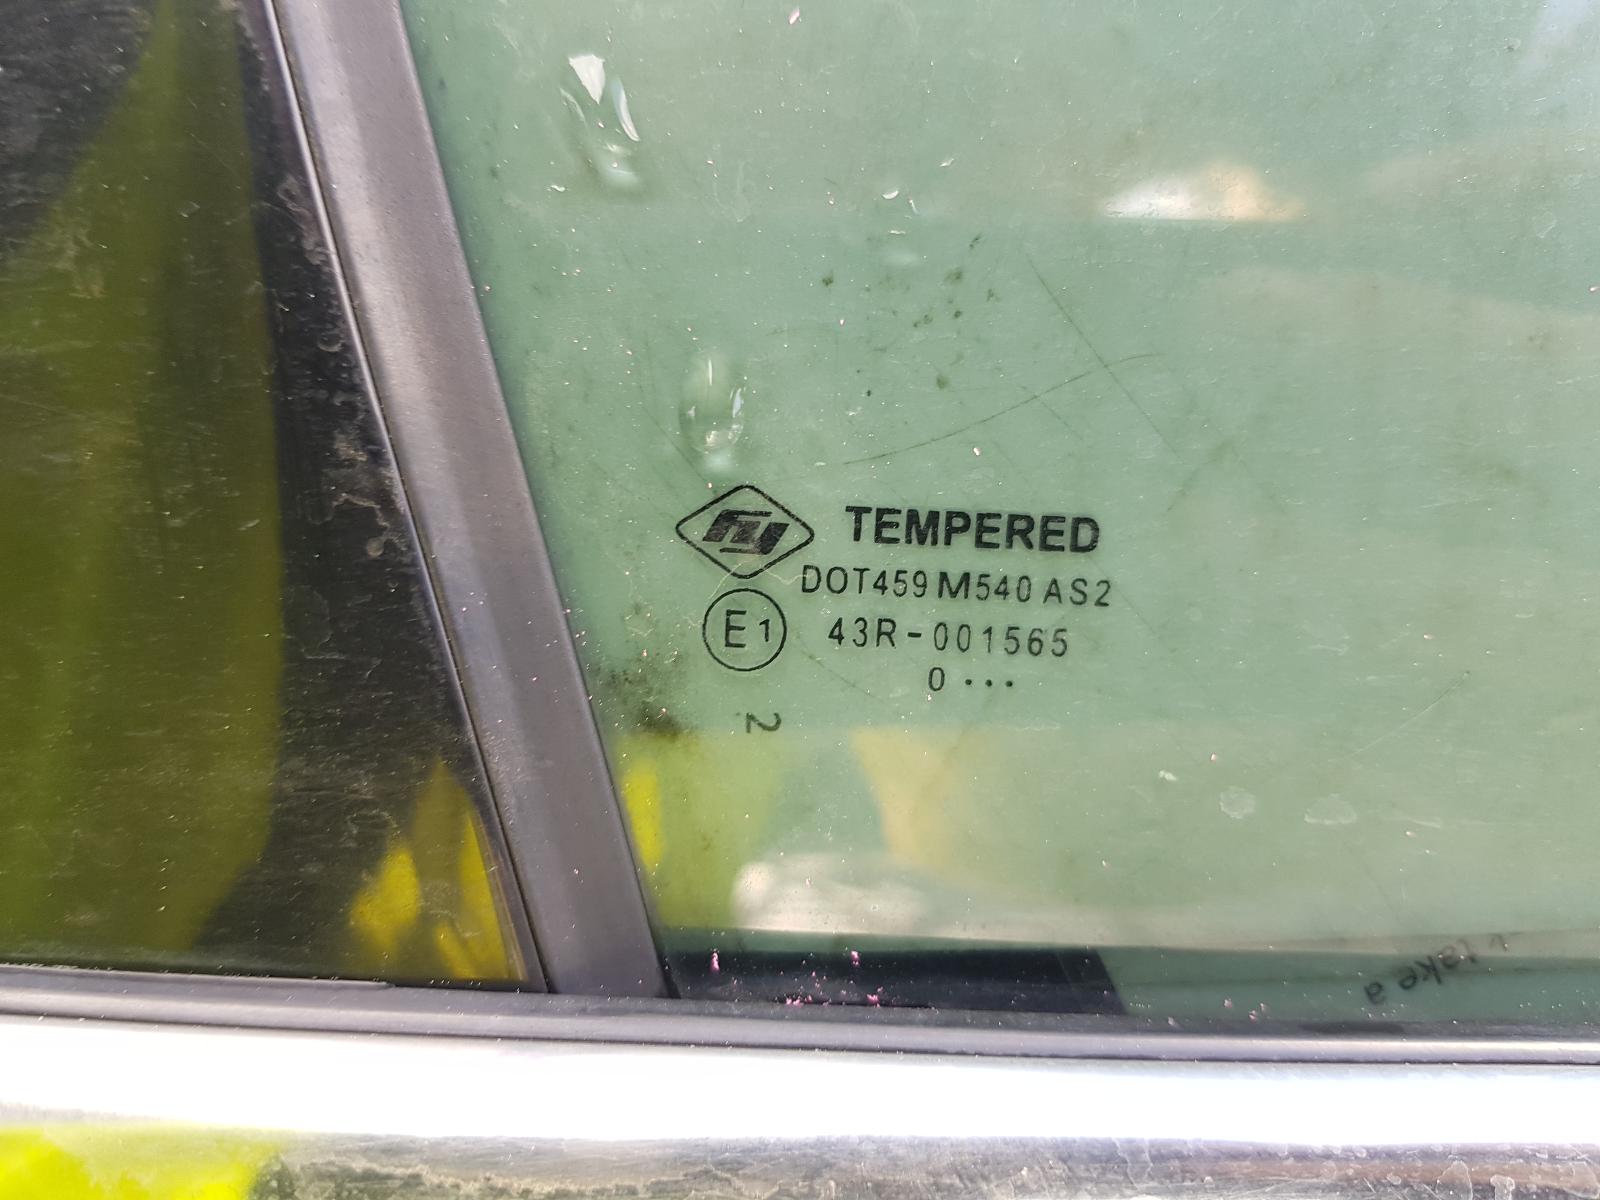 TEMPERED
DOT459 M540 AS2
E1 43R-001565
0 ...
2
take a